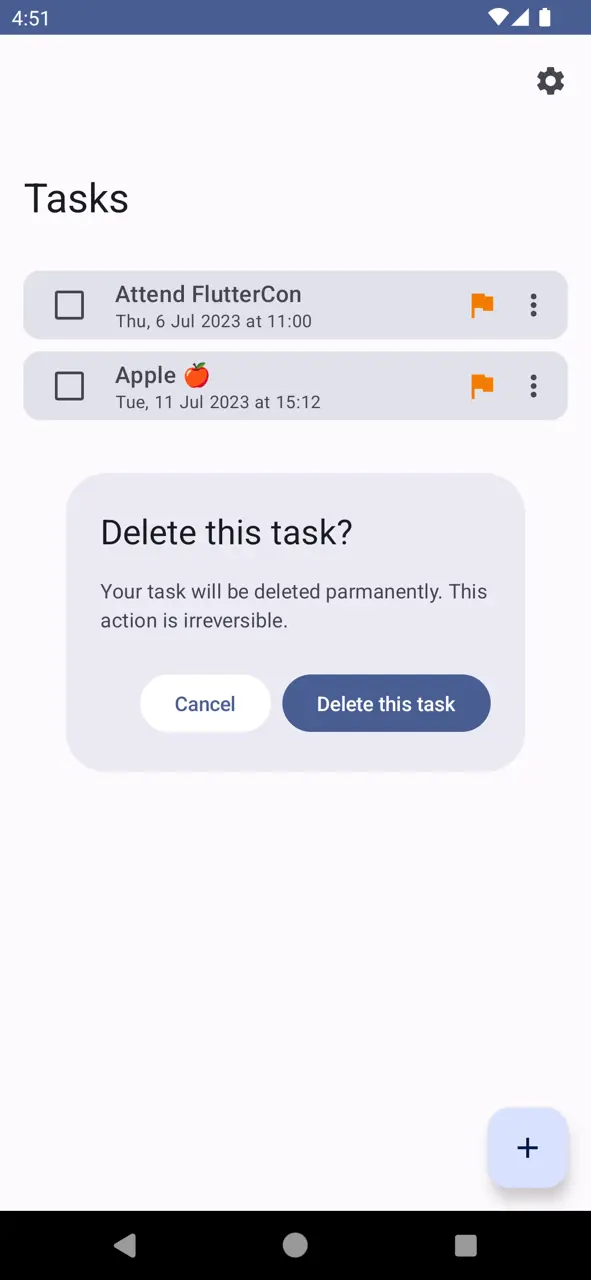 4:51
Tasks
Attend FlutterCon
Thu, 6 Jul 2023 at 11:00
Apple 🍎
Tue, 11 Jul 2023 at 15:12
Delete this task?
Your task will be deleted parmanently. This
action is irreversible.
Cancel
Delete this task